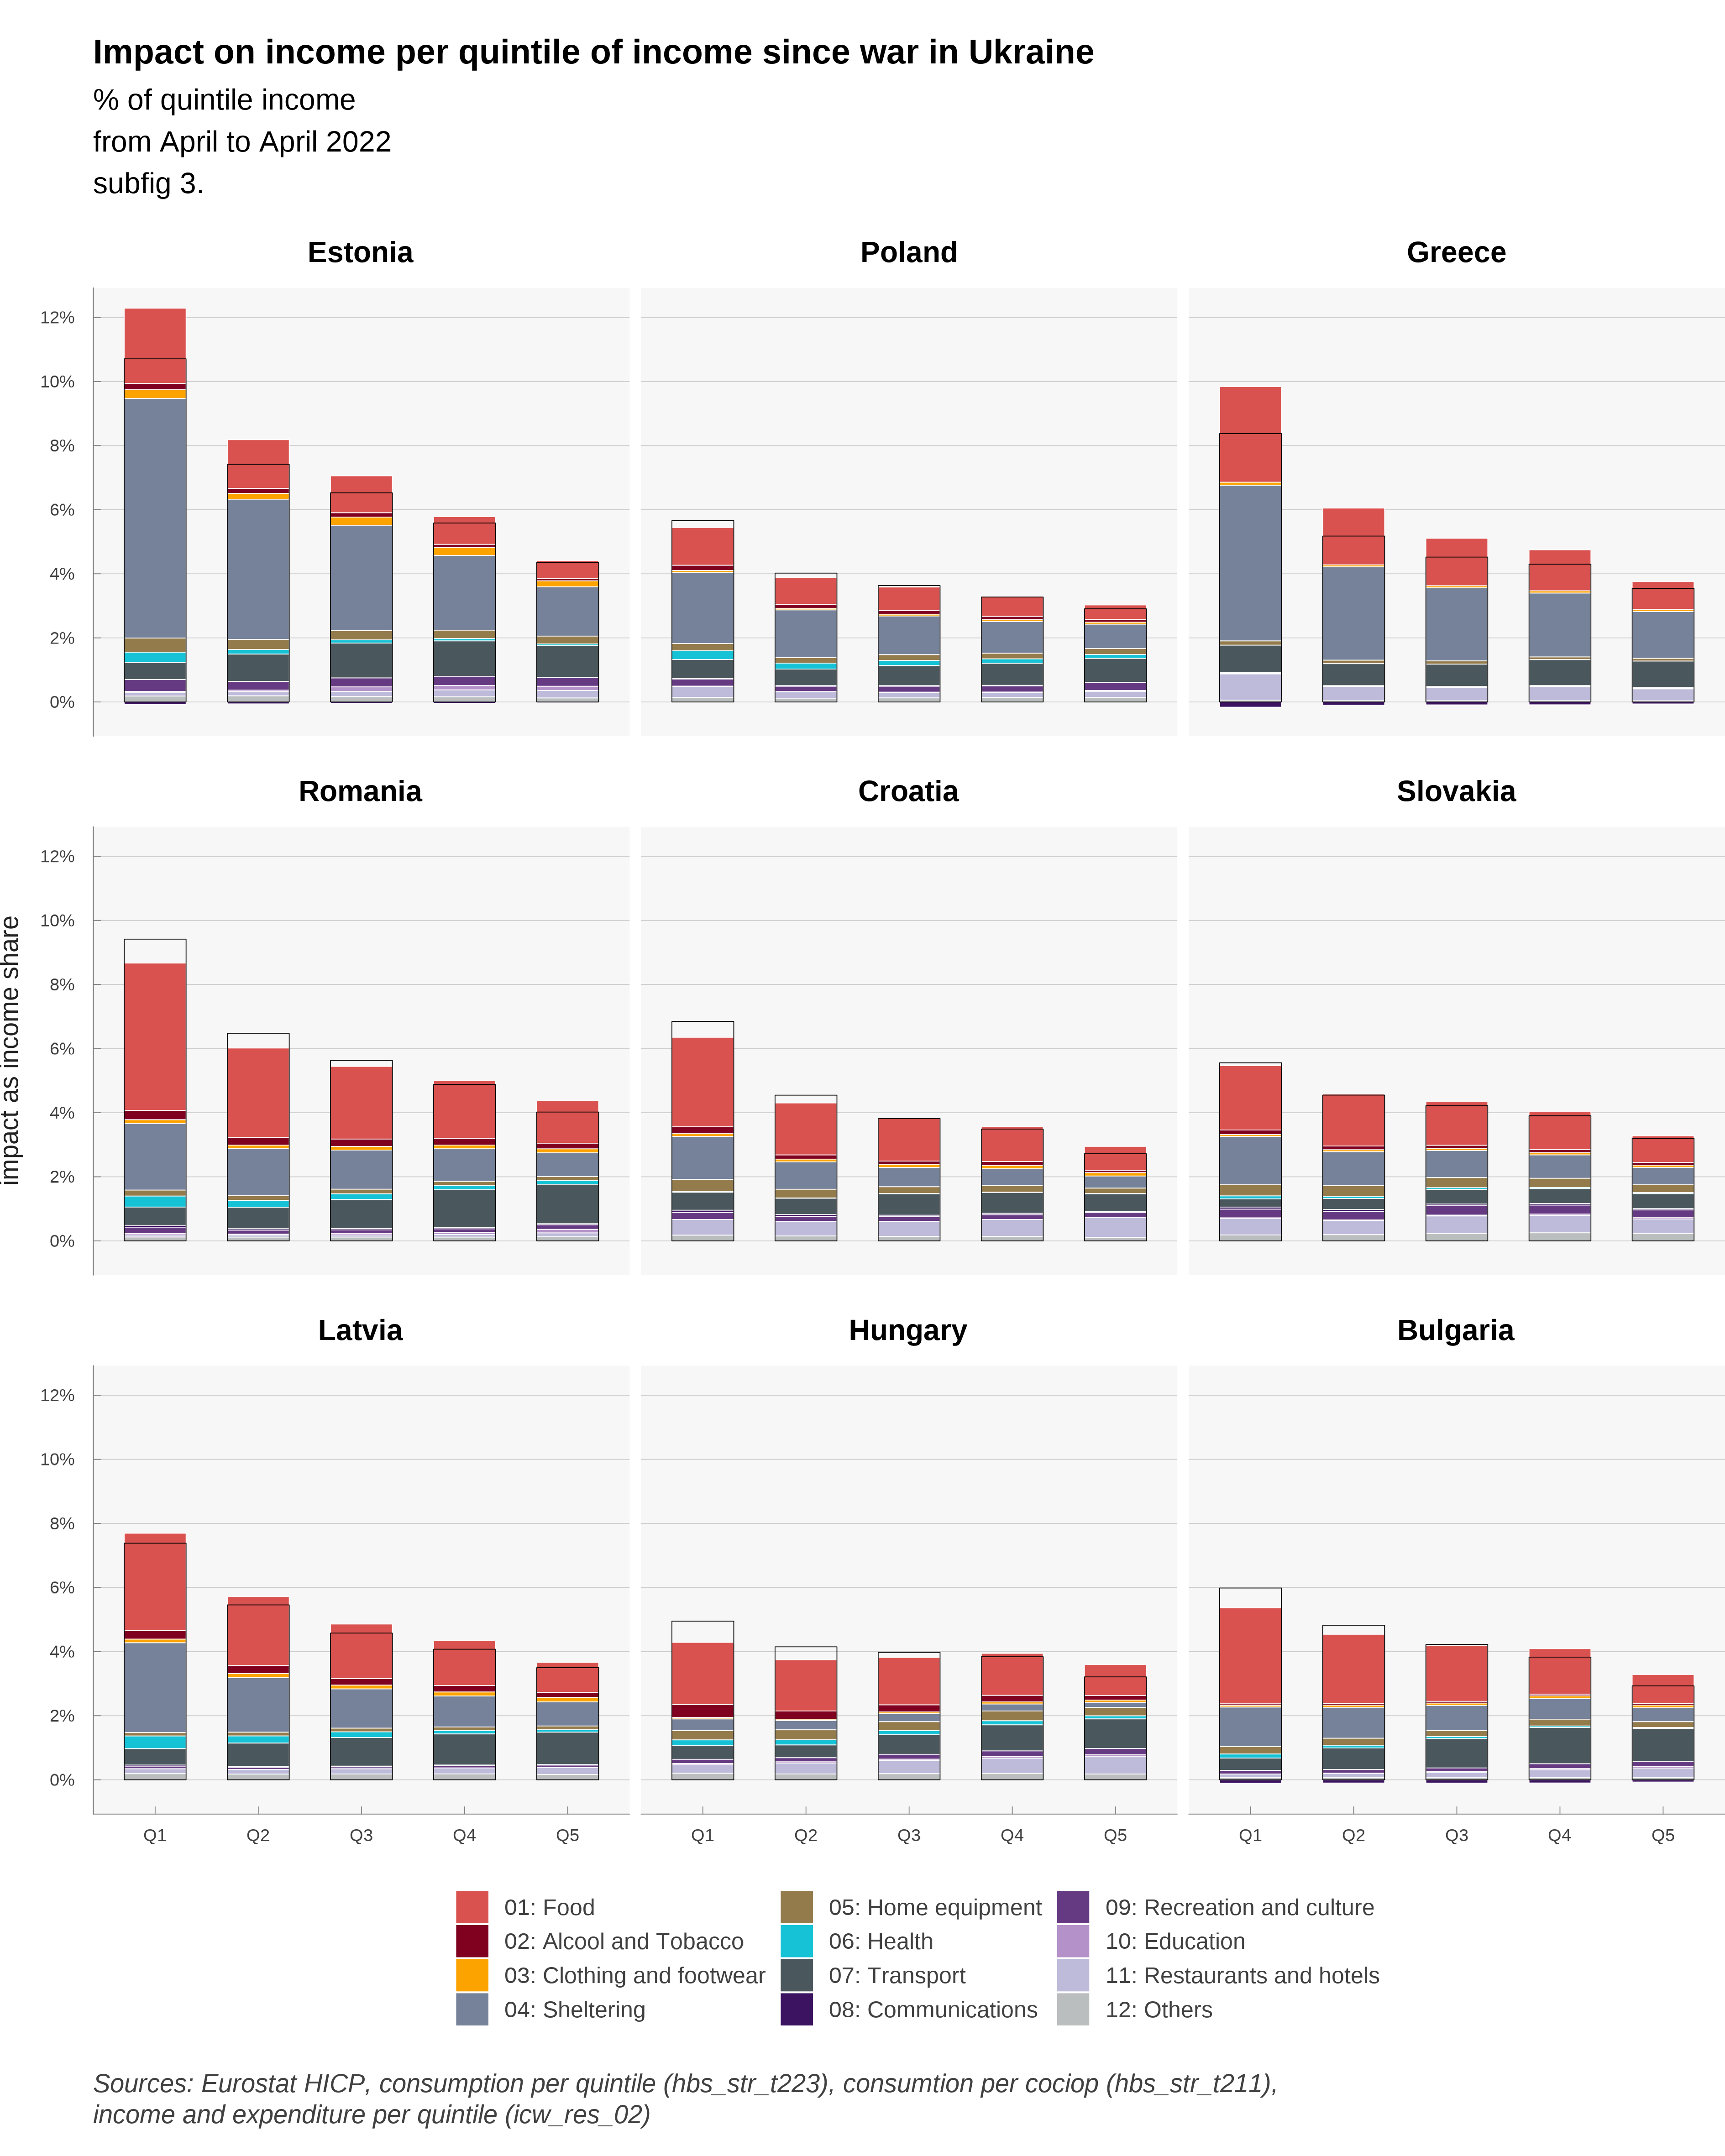 Impact on income per quintile of income since war in Ukraine
% of quintile income
from April to April 2022
subfig 3.
Estonia
Poland
Greece
12%
10%
8%
6%
4%
2%
0%
Romania
Croatia
Slovakia
12%
10%
8%
6%
4%
2%
0%
impact as income share
Latvia
Hungary
Bulgaria
12%
10%
8%
6%
4%
2%
0%
Q1 Q2 Q3 Q4 Q5
Q1 Q2 Q3 Q4 Q5
Q1 Q2 Q3 Q4 Q5
01: Food
02: Alcool and Tobacco
03: Clothing and footwear
04: Sheltering
05: Home equipment
06: Health
07: Transport
08: Communications
09: Recreation and culture
10: Education
11: Restaurants and hotels
12: Others
Sources: Eurostat HICP, consumption per quintile (hbs_str_t223), consumtion per cociop (hbs_str_t211),
income and expenditure per quintile (icw_res_02)